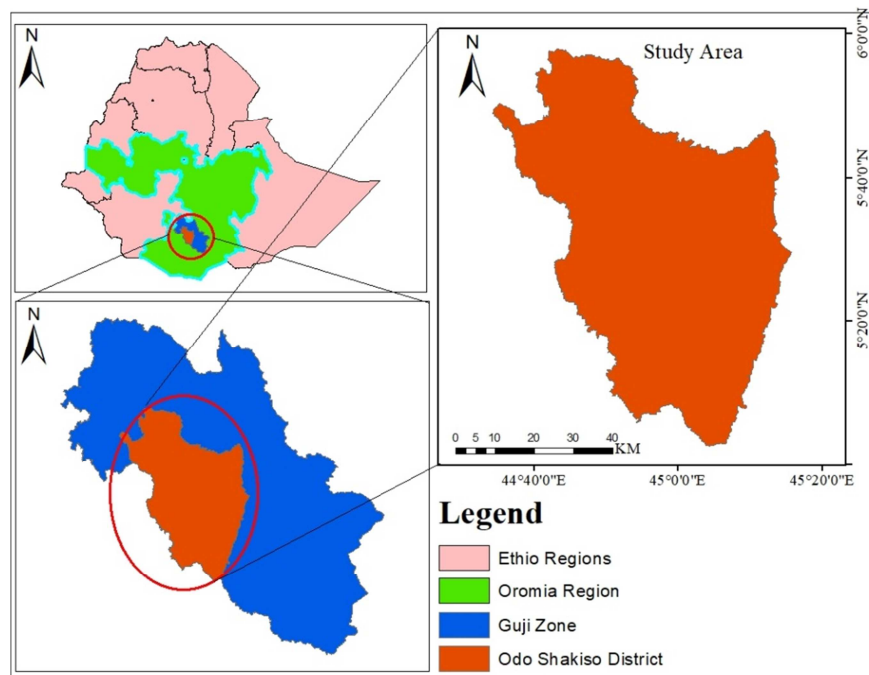 N
N
N
Study Area
6°0'0"N
5°40'0"N
5°20'0"N
0 5 10 20 30 40
KM
44°40'0"E 45°0'0"E 45°20'0"E
Legend
Ethio Regions
Oromia Region
Guji Zone
Odo Shakiso District